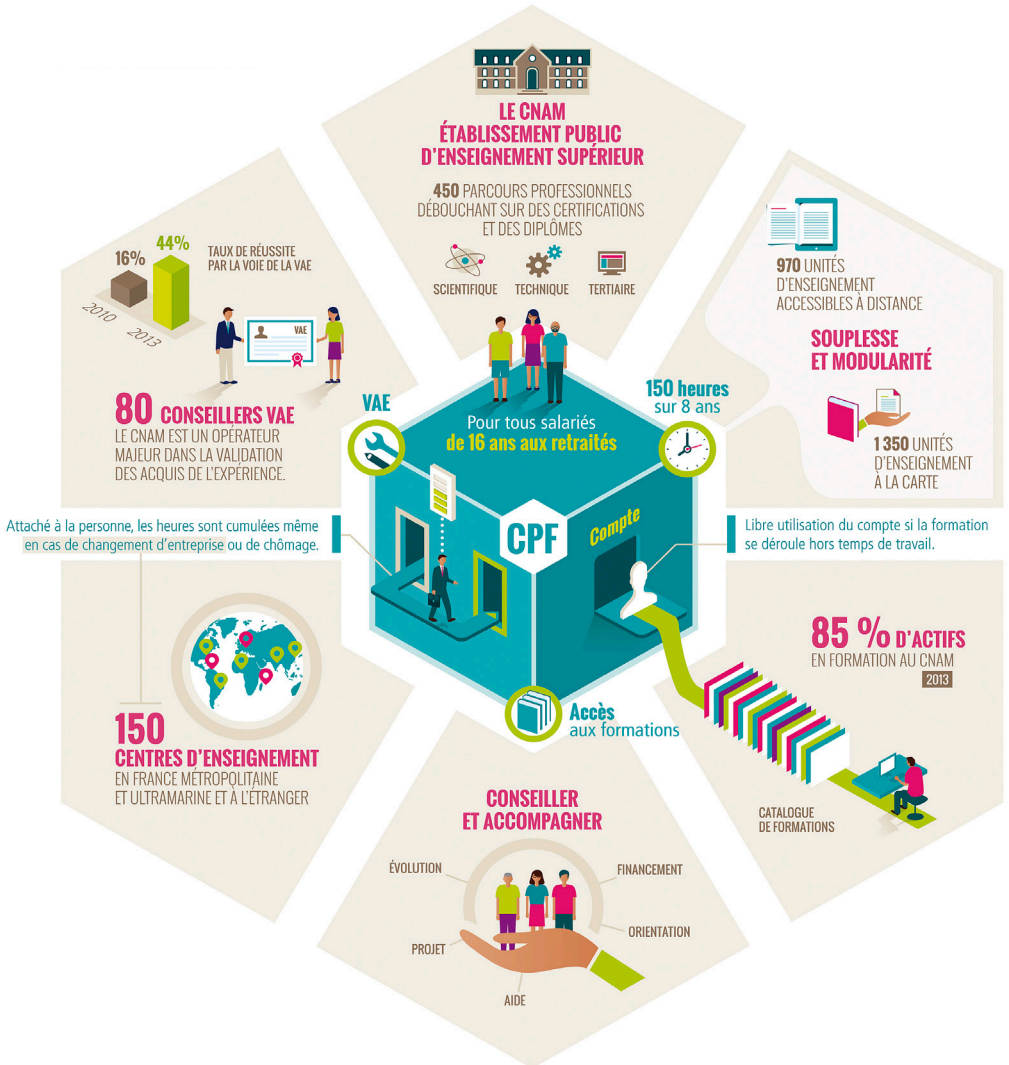 LE CNAM
ÉTABLISSEMENT PUBLIC
D'ENSEIGNEMENT SUPÉRIEUR
450 PARCOURS PROFESSIONNELS
DÉBOUCHANT SUR DES CERTIFICATIONS
ET DES DIPLÔMES
SCIENTIFIQUE
TECHNIQUE
TERTIAIRE
16%
44%
2010
2013
TAUX DE RÉUSSITE
PAR LA VOIE DE LA VAE
VAE
80 CONSEILLERS VAE
LE CNAM EST UN OPÉRATEUR
MAJEUR DANS LA VALIDATION
DES ACQUIS DE L'EXPÉRIENCE.
970 UNITÉS
D'ENSEIGNEMENT
ACCESSIBLES À DISTANCE
SOUPLESSE
ET MODULARITÉ
1 350 UNITÉS
D'ENSEIGNEMENT
À LA CARTE
VAE
Pour tous salariés
de 16 ans aux retraités
150 heures
sur 8 ans
CPF
Compte
Attaché à la personne, les heures sont cumulées même
en cas de changement d'entreprise ou de chômage.
Libre utilisation du compte si la formation
se déroule hors temps de travail.
150
CENTRES D'ENSEIGNEMENT
EN FRANCE MÉTROPOLITAINE
ET ULTRAMARINE ET À L'ÉTRANGER
Accès
aux formations
85 % D'ACTIFS
EN FORMATION AU CNAM
2013
CATALOGUE
DE FORMATIONS
CONSEILLER
ET ACCOMPAGNER
ÉVOLUTION
FINANCEMENT
PROJET
ORIENTATION
AIDE